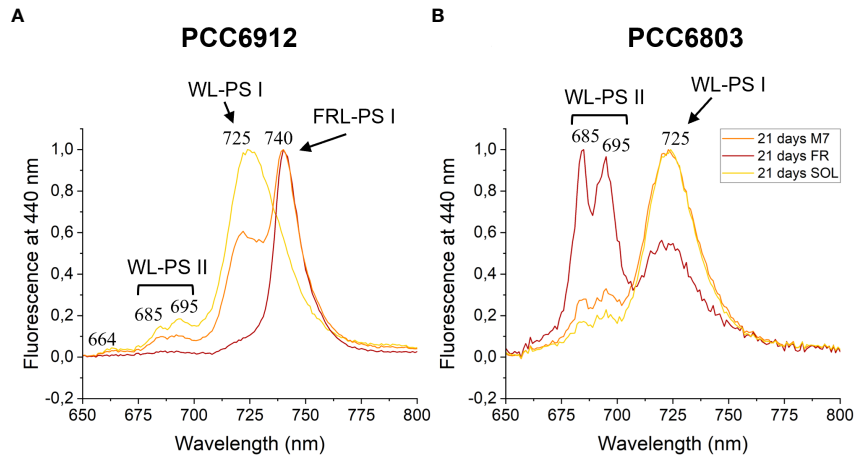 A
PCC6912
WL-PS I
FRL-PS I
725 740
WL-PS II
685 695
664
1,0
0,8
0,6
0,4
0,2
0,0
-0,2
Fluorescence at 440 nm
650 675 700 725 750 775 800
Wavelength (nm)
B
PCC6803
WL-PS I
WL-PS II
685 695
725
21 days M7
21 days FR
21 days SOL
1,0
0,8
0,6
0,4
0,2
0,0
-0,2
Fluorescence at 440 nm
650 675 700 725 750 775 800
Wavelength (nm)